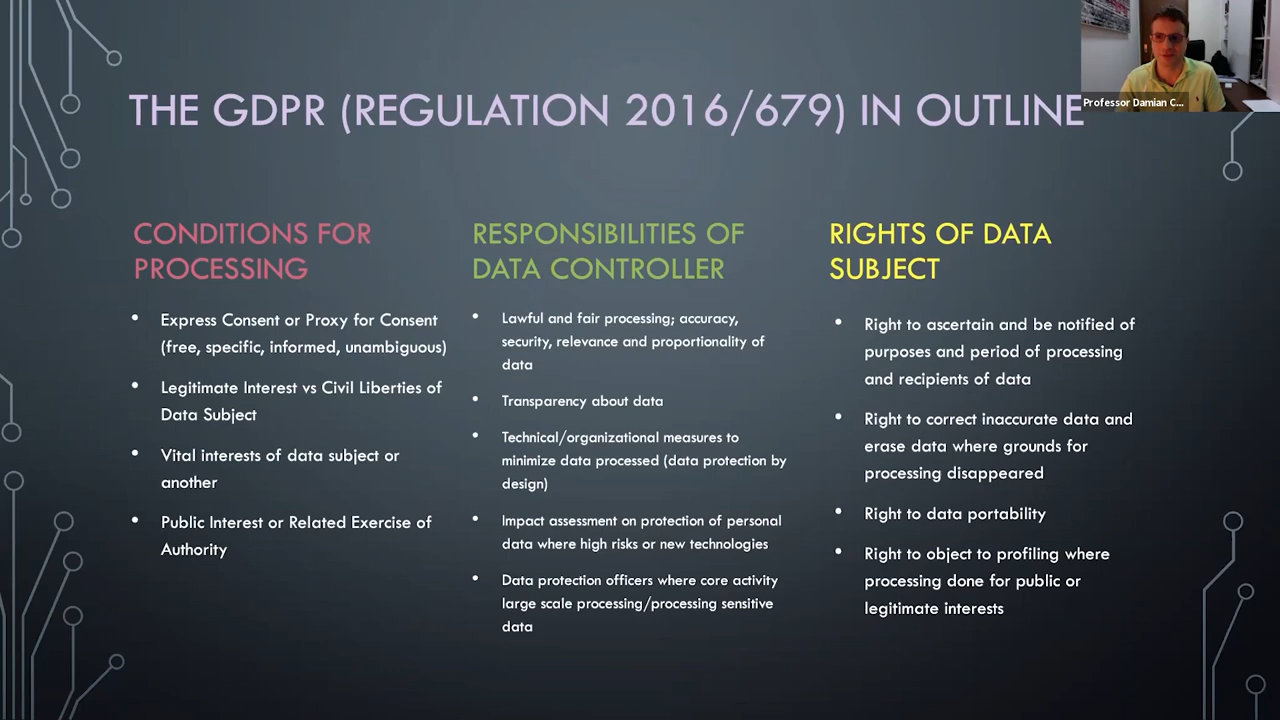 Professor Damian C...
THE GDPR (REGULATION 2016/679) IN OUTLINE
CONDITIONS FOR
PROCESSING
• Express Consent or Proxy for Consent
(free, specific, informed, unambiguous)
• Legitimate Interest vs Civil Liberties of
Data Subject
• Vital interests of data subject or
another
• Public Interest or Related Exercise of
Authority
RESPONSIBILITIES OF
DATA CONTROLLER
• Lawful and fair processing; accuracy,
security, relevance and proportionality of
data
• Transparency about data
• Technical/organizational measures to
minimize data processed (data protection by
design)
• Impact assessment on protection of personal
data where high risks or new technologies
• Data protection officers where core activity
large scale processing/processing sensitive
data
RIGHTS OF DATA
SUBJECT
• Right to ascertain and be notified of
purposes and period of processing
and recipients of data
• Right to correct inaccurate data and
erase data where grounds for
processing disappeared
• Right to data portability
• Right to object to profiling where
processing done for public or
legitimate interests